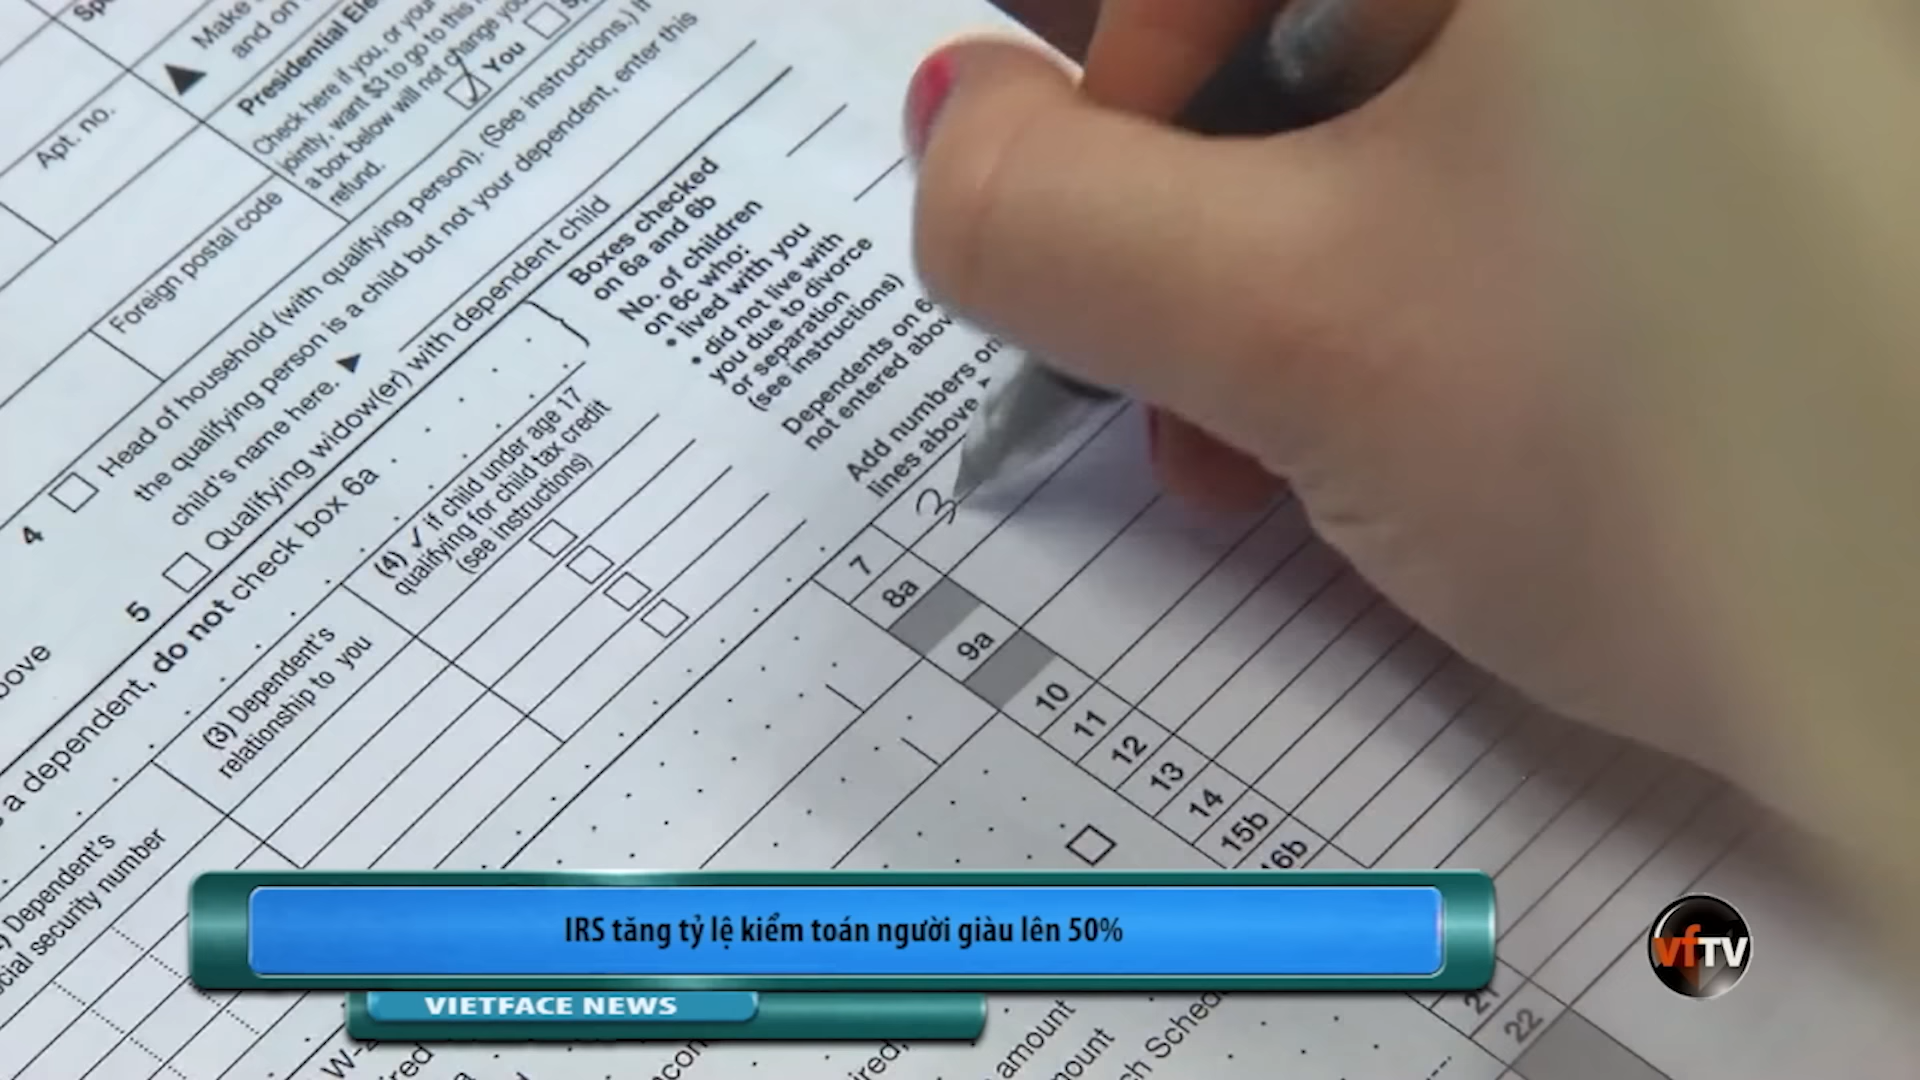 Make
and on
Apt. no.
Presidential
Check here if you, or your
jointly, want $3 to go to this
a box below will not change
refund.
You
Foreign postal code
4
Head of household (with qualifying person). (See instructions.) If
the qualifying person is a child but not your dependent, enter this
child's name here.
5
Qualifying widow(er) with dependent child
a dependent, do not check box 6a
Boxes checked
on 6a and 6b
No. of children
on 6c who:
• lived with you
• did not live with
you due to divorce
or separation
(see instructions)
Dependents on
not entered
Add numbers on
lines above
(3) Dependent's
relationship to you
(4) ✓ if child under age 17
qualifying for child tax credit
(see instructions)
Dependent's
social security number
7
3
8a
9a
10
11
12
13
14
15b
16b
21
22
amount
IRS tăng tỷ lệ kiểm toán người giàu lên 50%
VIETFACE NEWS
vfTV